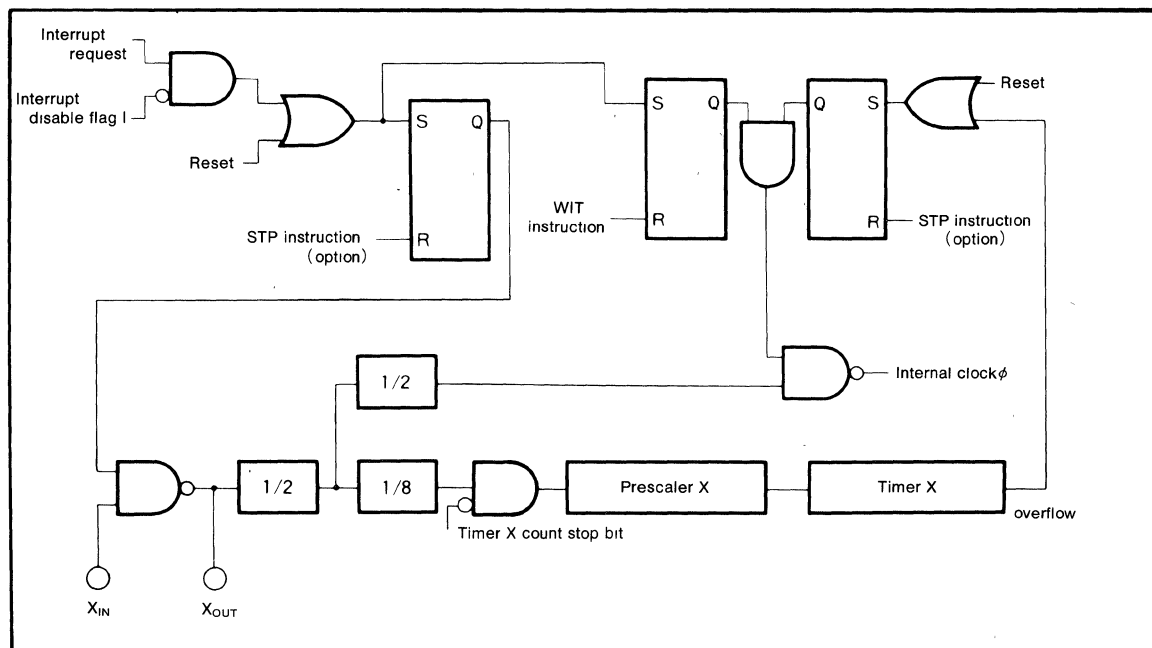 Interrupt
request
Interrupt
disable flag I
Reset
S
Q
STP instruction
(option)
R
S
Q
WIT
instruction
R
Q
S
Reset
R
STP instruction
(option)
1/2
Internal clock φ
1/2
1/8
Prescaler X
Timer X
overflow
Timer X count stop bit
XIN
XOUT